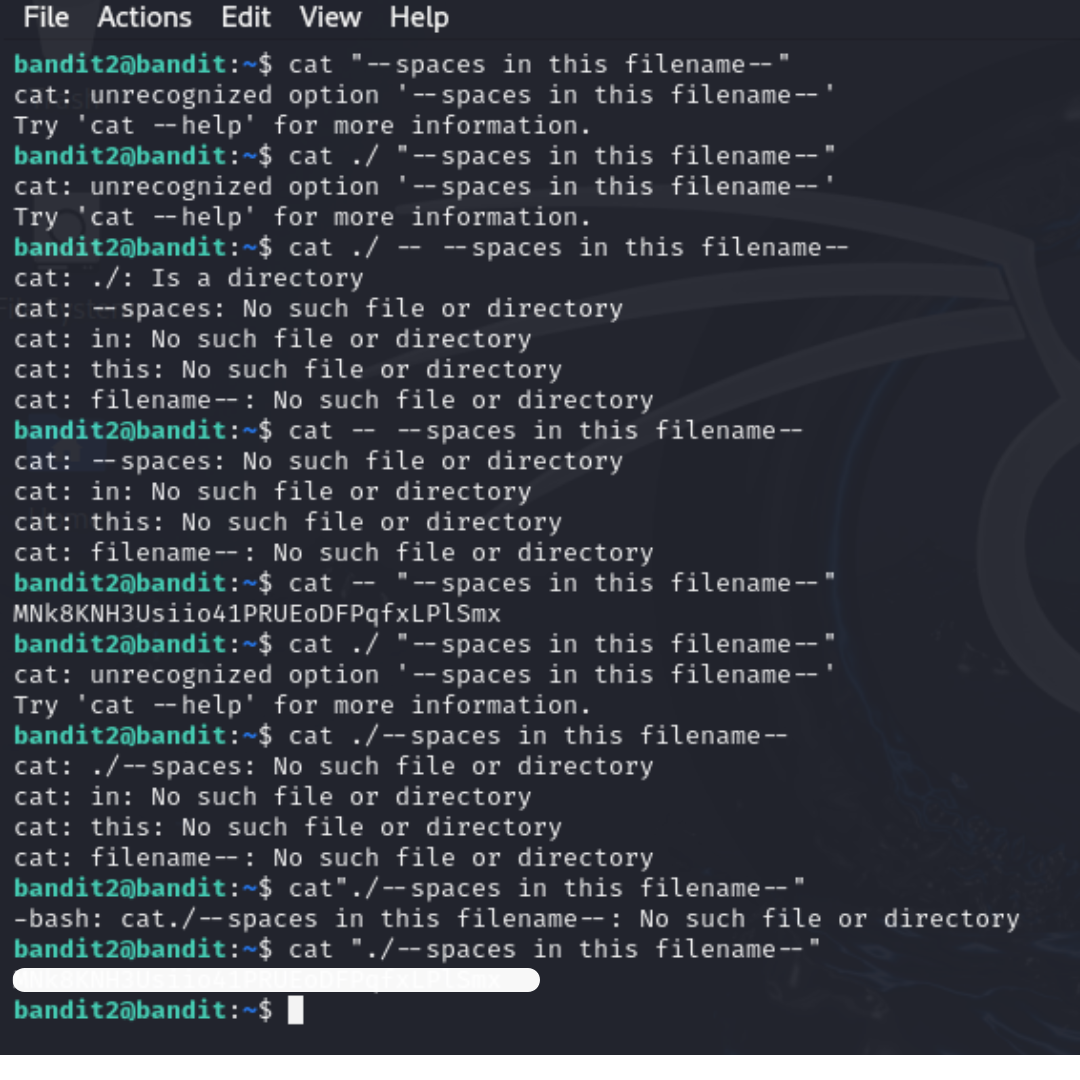 File Actions Edit View Help
bandit2@bandit:~$ cat "--spaces in this filename--"
cat: unrecognized option '--spaces in this filename--'
Try 'cat --help' for more information.
bandit2@bandit:~$ cat ./ "--spaces in this filename--"
cat: unrecognized option '--spaces in this filename--'
Try 'cat --help' for more information.
bandit2@bandit:~$ cat ./ -- --spaces in this filename--
cat: ./: Is a directory
cat: --spaces: No such file or directory
cat: in: No such file or directory
cat: this: No such file or directory
cat: filename--: No such file or directory
bandit2@bandit:~$ cat -- --spaces in this filename--
cat: --spaces: No such file or directory
cat: in: No such file or directory
cat: this: No such file or directory
cat: filename--: No such file or directory
bandit2@bandit:~$ cat -- "--spaces in this filename--"
MNk8KNH3Usiio41PRUEoDFPqfxLPlSmx
bandit2@bandit:~$ cat ./ "--spaces in this filename--"
cat: unrecognized option '--spaces in this filename--'
Try 'cat --help' for more information.
bandit2@bandit:~$ cat ./--spaces in this filename--
cat: ./--spaces: No such file or directory
cat: in: No such file or directory
cat: this: No such file or directory
cat: filename--: No such file or directory
bandit2@bandit:~$ cat"./--spaces in this filename--"
-bash: cat./--spaces in this filename--: No such file or directory
bandit2@bandit:~$ cat "./--spaces in this filename--"
bandit2@bandit:~$